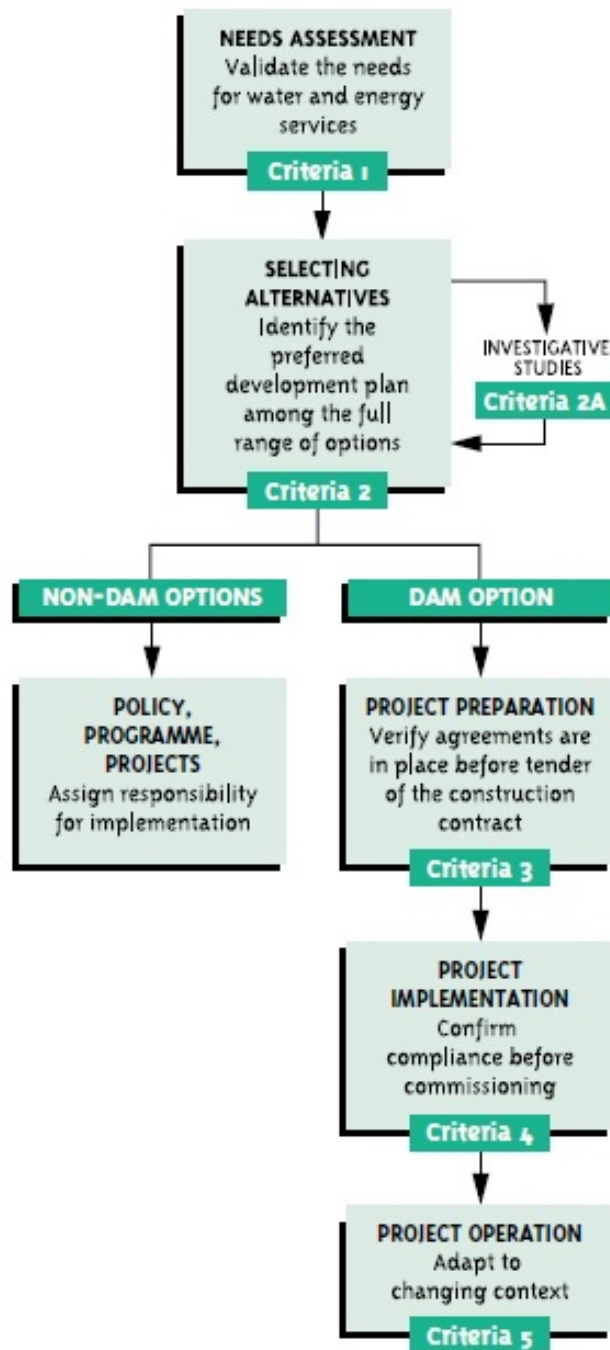 NEEDS ASSESSMENT
Validate the needs
for water and energy
services
Criteria 1
SELECTING
ALTERNATIVES
Identify the
preferred
development plan
among the full
range of options
Criteria 2
INVESTIGATIVE
STUDIES
Criteria 2A
NON-DAM OPTIONS
POLICY,
PROGRAMME,
PROJECTS
Assign responsibility
for implementation
DAM OPTION
PROJECT PREPARATION
Verify agreements are
in place before tender
of the construction
contract
Criteria 3
PROJECT
IMPLEMENTATION
Confirm
compliance before
commissioning
Criteria 4
PROJECT OPERATION
Adapt to
changing context
Criteria 5